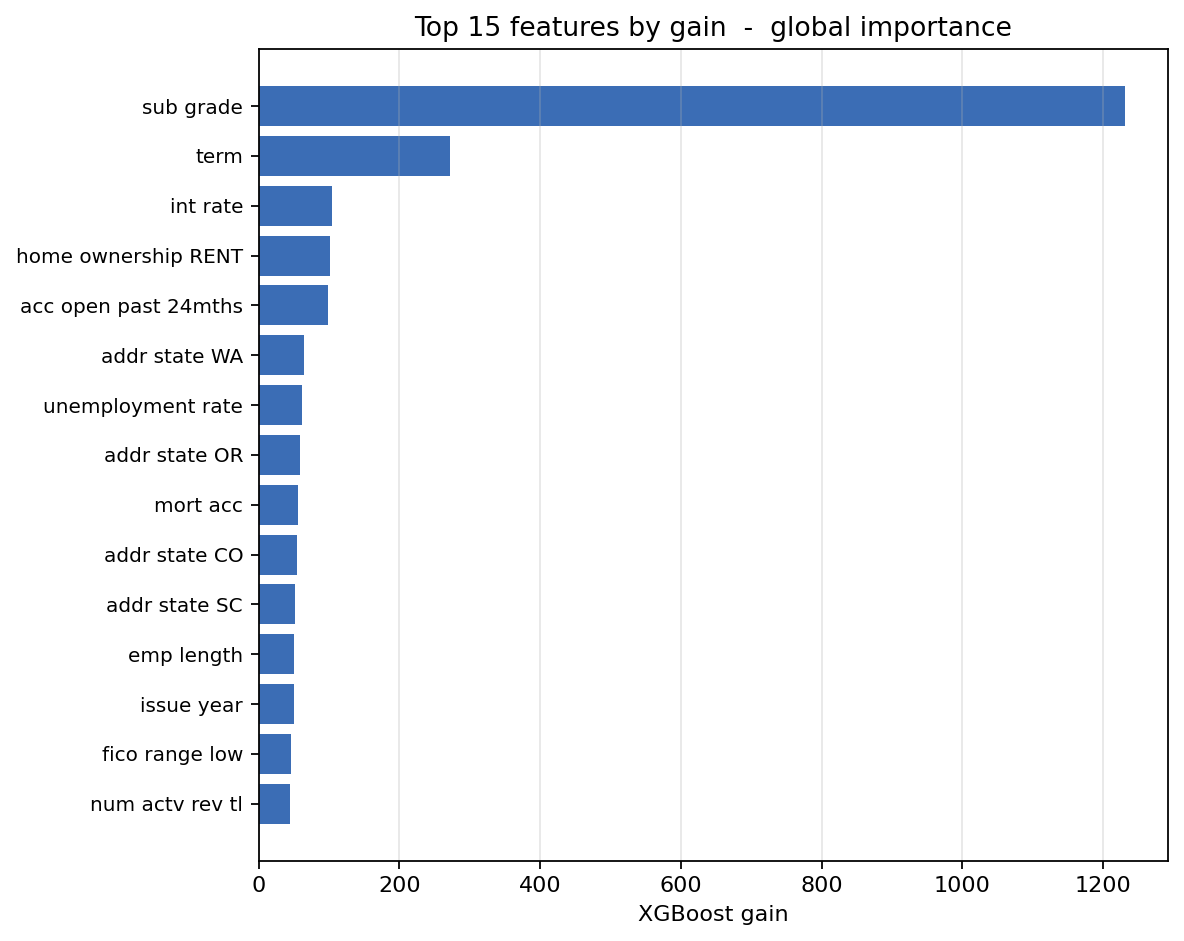 Top 15 features by gain  -  global importance
sub grade
term
int rate
home ownership RENT
acc open past 24mths
addr state WA
unemployment rate
addr state OR
mort acc
addr state CO
addr state SC
emp length
issue year
fico range low
num actv rev tl
0 200 400 600 800 1000 1200
XGBoost gain